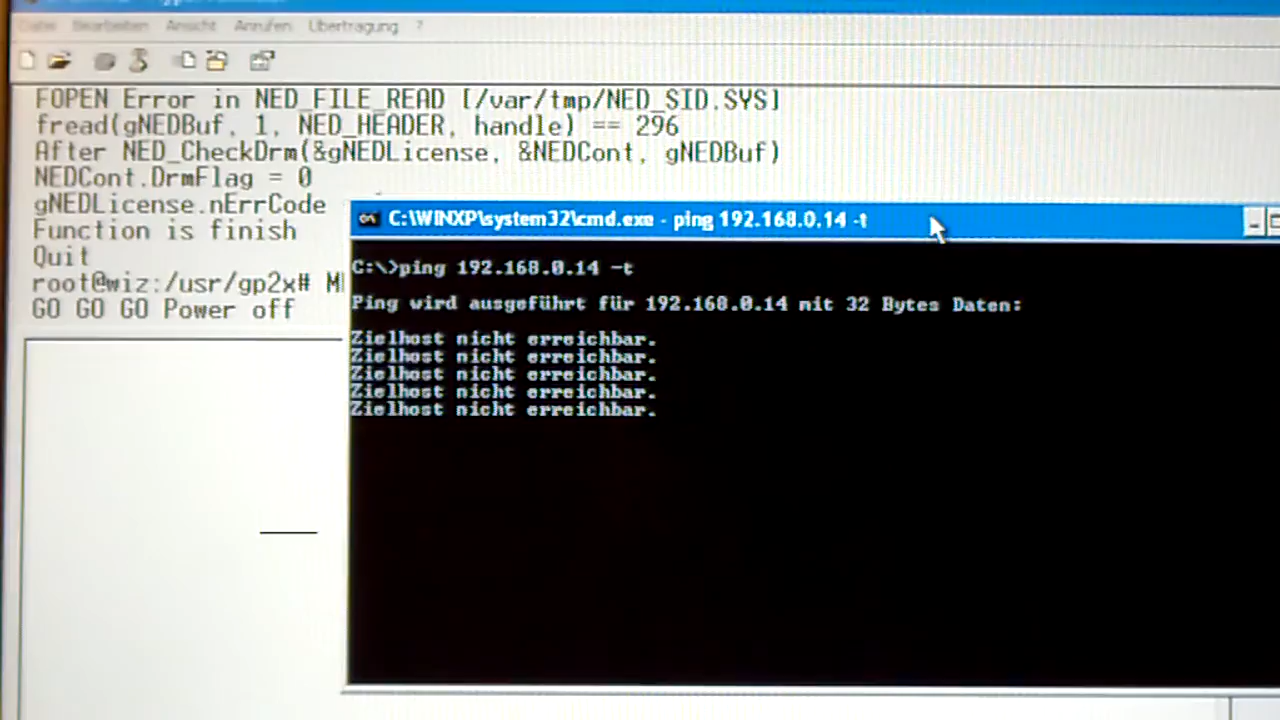 Datei Bearbeiten Ansicht Anrufen Übertragung ?
FOPEN Error in NED_FILE_READ [/var/tmp/NED_SID.SYS]
fread(gNEDBuf, 1, NED_HEADER, handle) == 296
After NED_CheckDrm(&gNEDLicense, &NEDCont, gNEDBuf)
NEDCont.DrmFlag = 0
gNEDLicense.nErrCode
Function is finish
Quit
root@wiz:/usr/gp2x# M
GO GO GO Power off
C:\WINXP\system32\cmd.exe - ping 192.168.0.14 -t
C:\>ping 192.168.0.14 -t
Ping wird ausgeführt für 192.168.0.14 mit 32 Bytes Daten:
Zielhost nicht erreichbar.
Zielhost nicht erreichbar.
Zielhost nicht erreichbar.
Zielhost nicht erreichbar.
Zielhost nicht erreichbar.